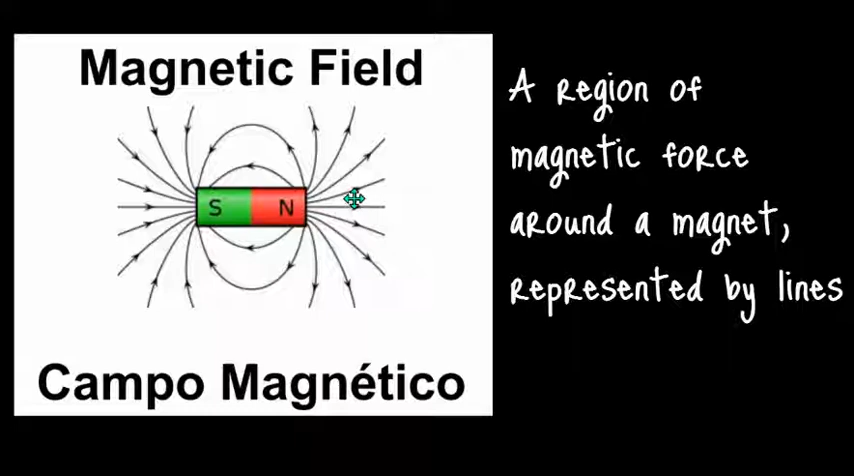 Magnetic Field
S N
Campo Magnético
A region of
magnetic force
around a magnet,
represented by lines